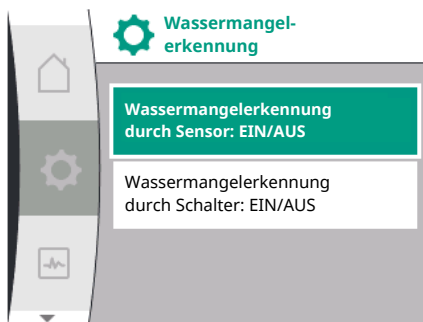 Wassermangel-
erkennung
Wassermangelerkennung
durch Sensor: EIN/AUS
Wassermangelerkennung
durch Schalter: EIN/AUS